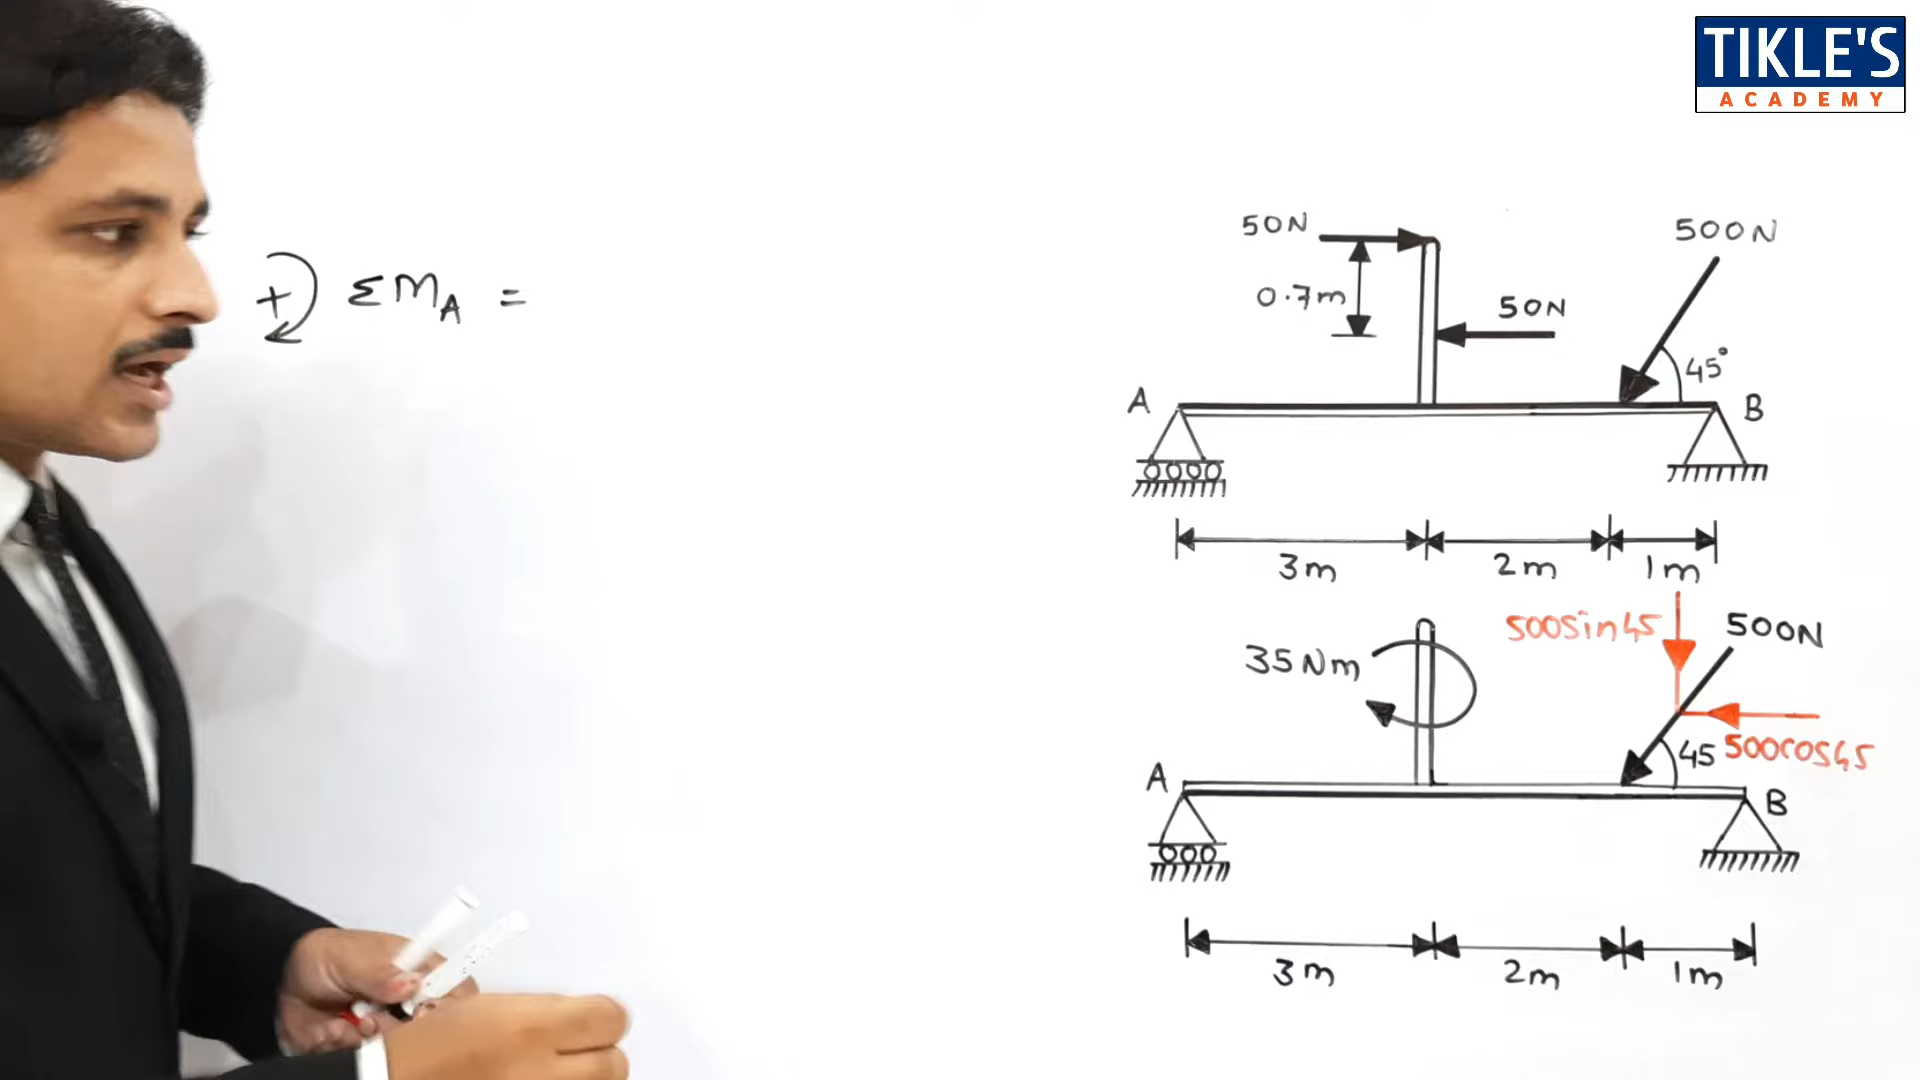 TIKLE'S
ACADEMY
+ ΣM_A =
50N
500N
0.7m
50N
45°
A
B
3m
2m
1m
500sin45
500N
35Nm
45
500cos45
A
B
3m
2m
1m